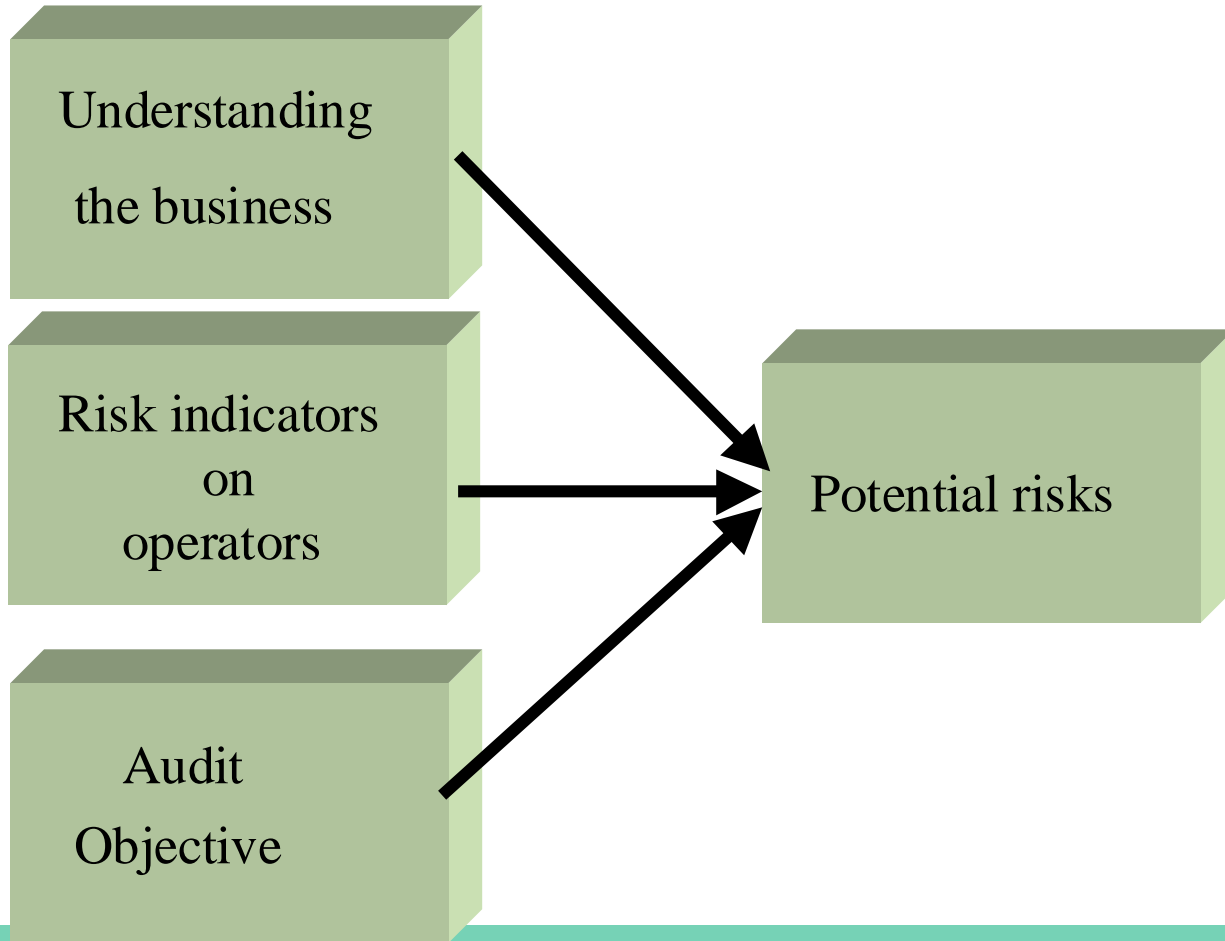 Understanding
the business
Risk indicators
on
operators
Potential risks
Audit
Objective